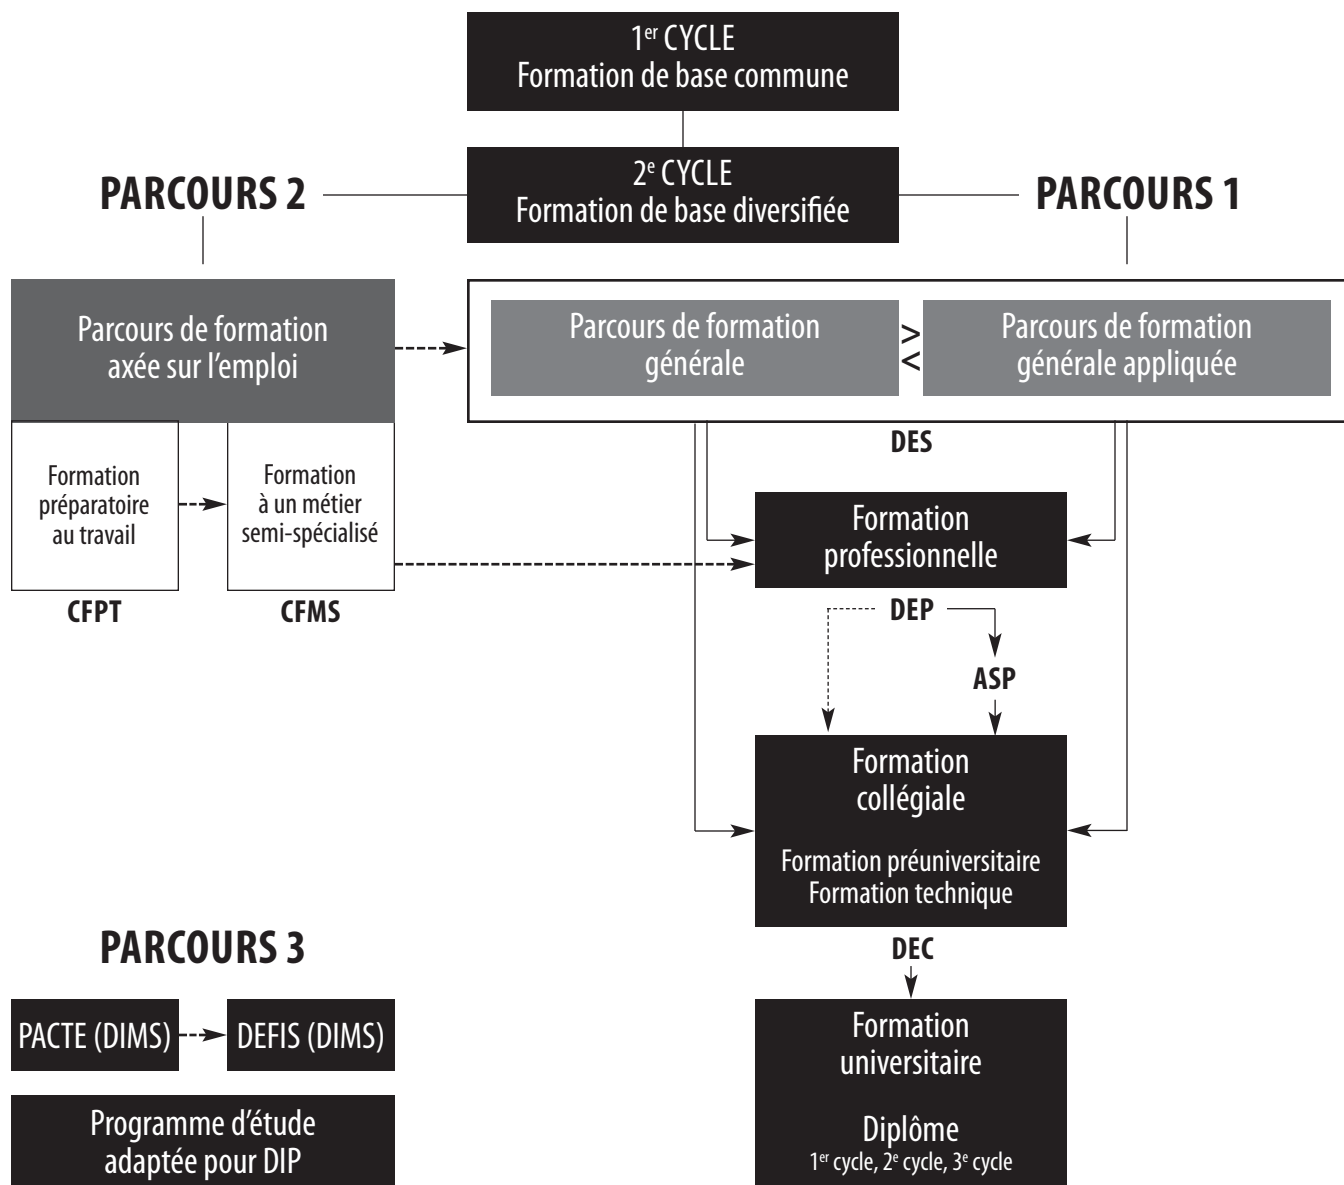 1er CYCLE
Formation de base commune
2e CYCLE
Formation de base diversifiée
PARCOURS 2
PARCOURS 1
Parcours de formation
axée sur l'emploi
Parcours de formation
générale
>
<
Parcours de formation
générale appliquée
DES
Formation
préparatoire
au travail
Formation
à un métier
semi-spécialisé
CFPT
CFMS
Formation
professionnelle
DEP
ASP
Formation
collégiale
Formation préuniversitaire
Formation technique
DEC
Formation
universitaire
Diplôme
1er cycle, 2e cycle, 3e cycle
PARCOURS 3
PACTE (DIMS)
DEFIS (DIMS)
Programme d'étude
adaptée pour DIP